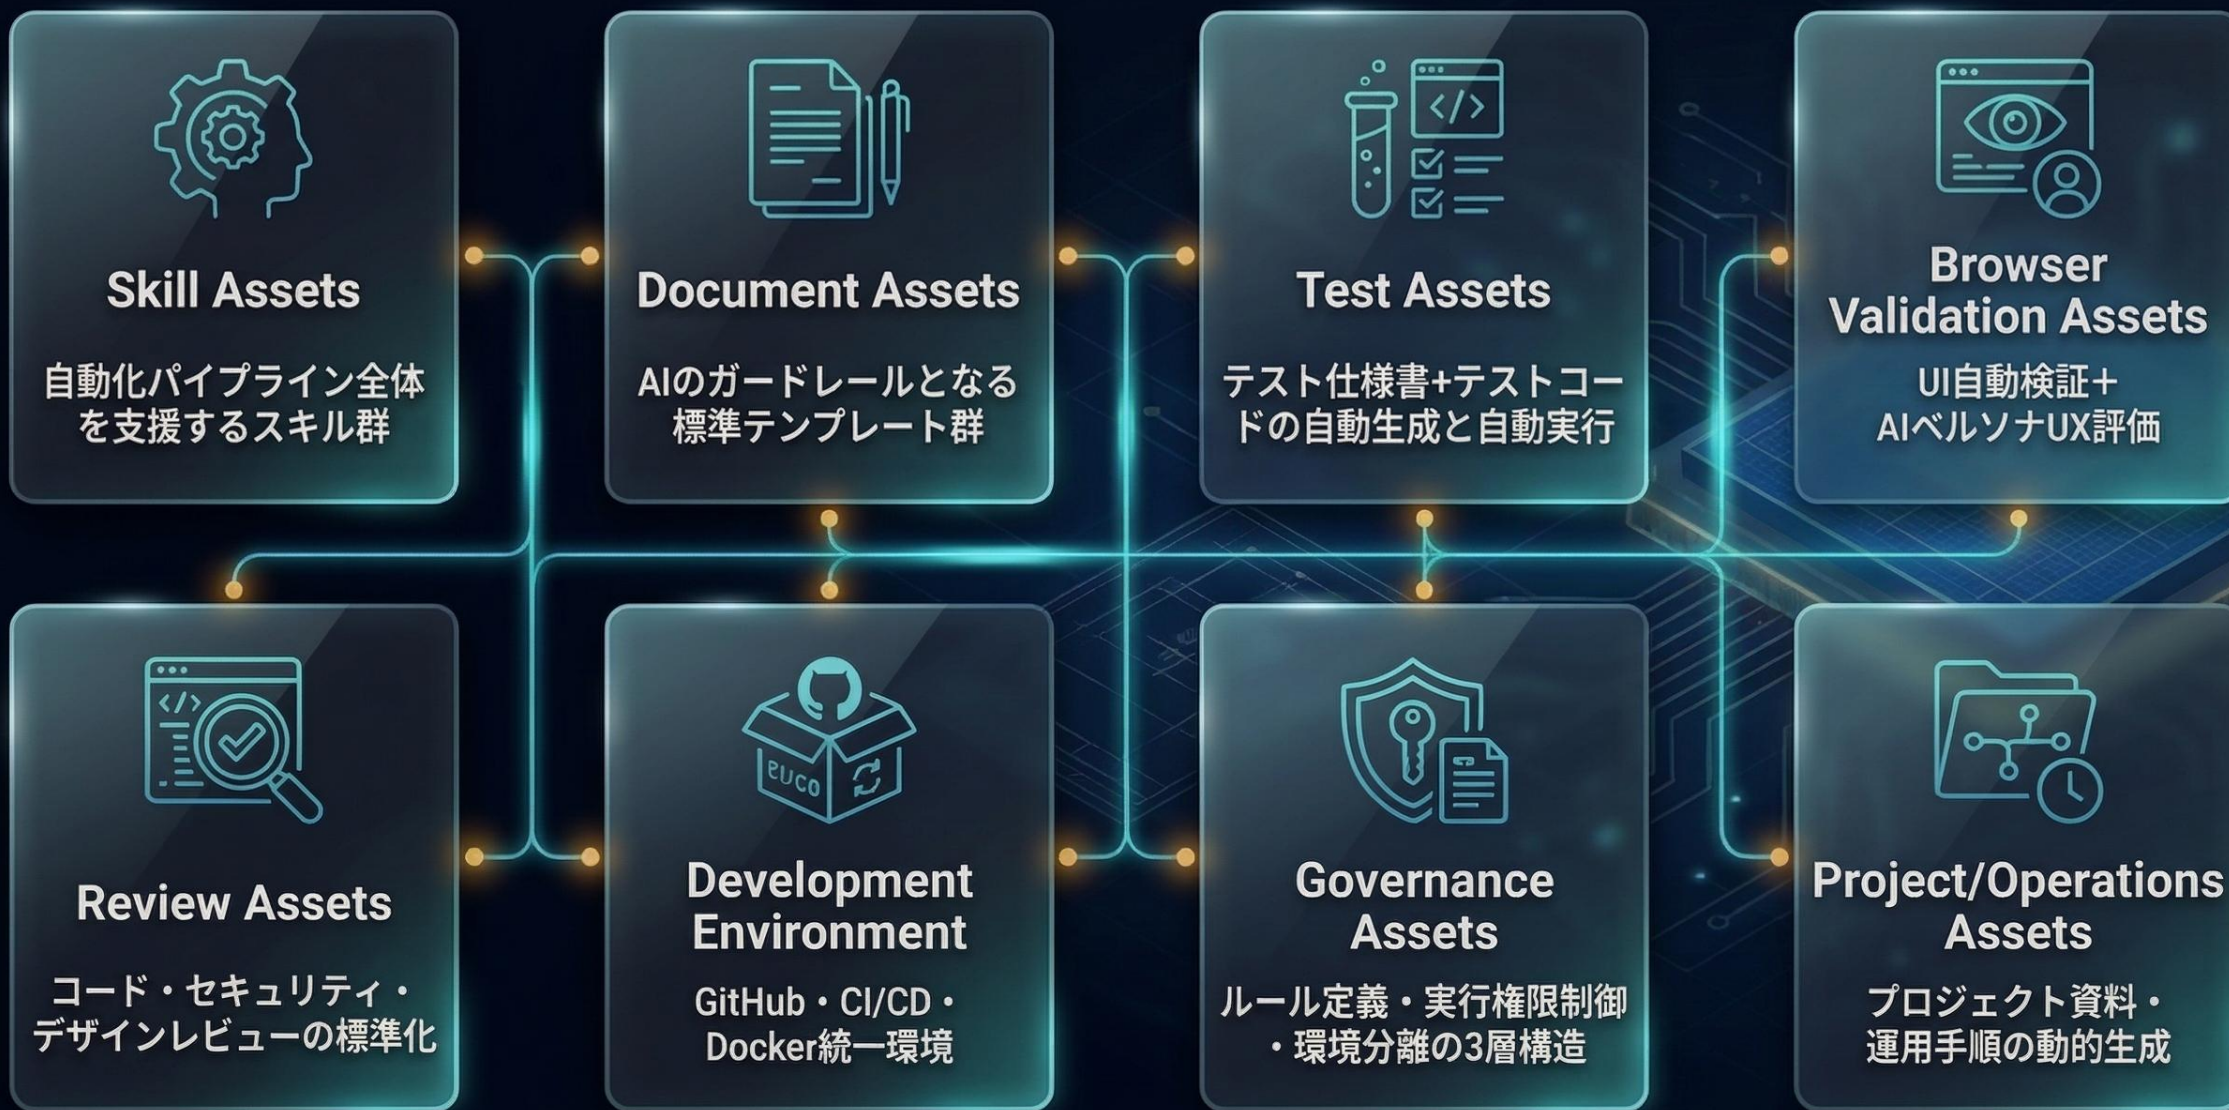 Skill Assets
自動化パイプライン全体
を支援するスキル群
Document Assets
AIのガードレールとなる
標準テンプレート群
Test Assets
テスト仕様書+テストコー
ドの自動生成と自動実行
Browser
Validation Assets
UI自動検証＋
AIペルソナUX評価
Review Assets
コード・セキュリティ・
デザインレビューの標準化
Development
Environment
GitHub・CI/CD・
Docker統一環境
Governance
Assets
ルール定義・実行権限制御
・環境分離の3層構造
Project/Operations
Assets
プロジェクト資料・
運用手順の動的生成